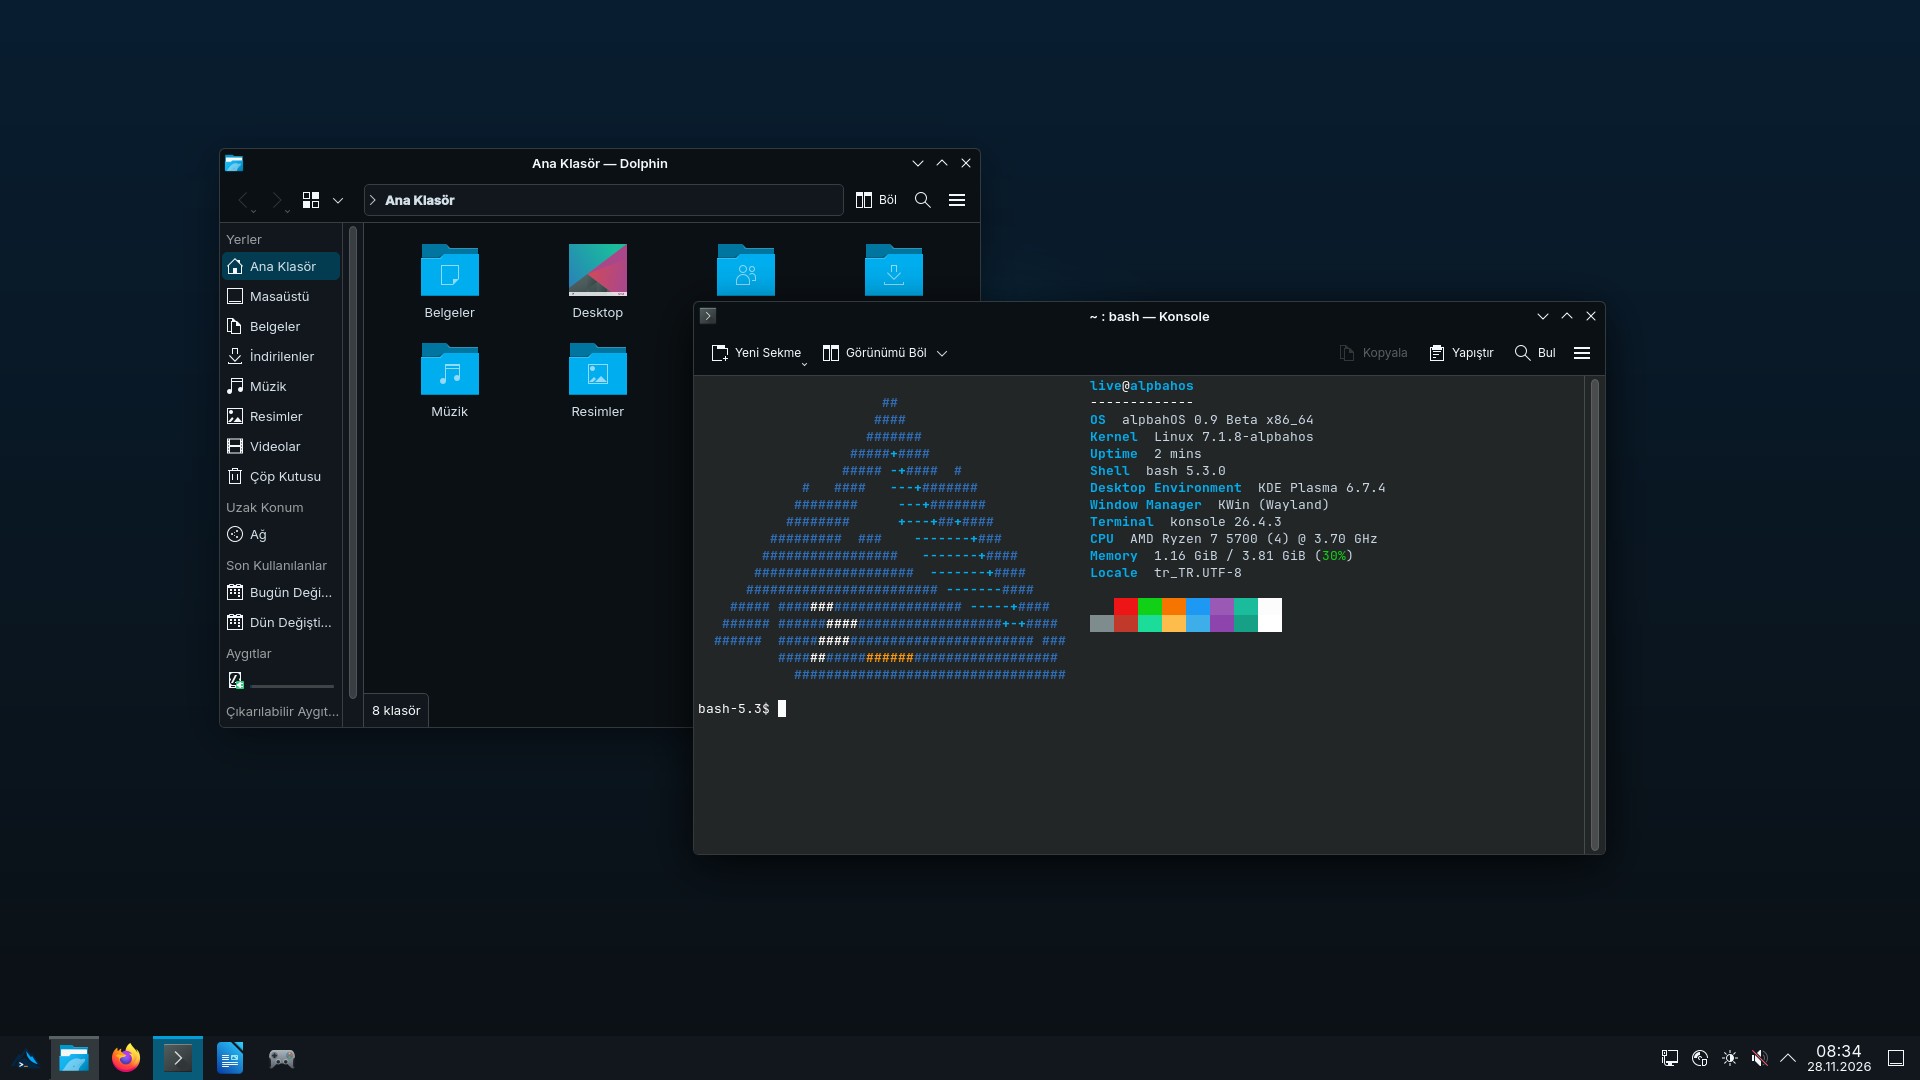 Ana Klasör — Dolphin
Ana Klasör
Böl
Yerler
Ana Klasör
Masaüstü
Belgeler
İndirilenler
Müzik
Resimler
Videolar
Çöp Kutusu
Uzak Konum
Ağ
Son Kullanılanlar
Bugün Deği...
Dün Değişti...
Aygıtlar
Çıkarılabilir Aygıt...
Belgeler
Desktop
Müzik
Resimler
8 klasör
~ : bash — Konsole
Yeni Sekme
Görünümü Böl
Kopyala
Yapıştır
Bul
live@alpbahos
-------------
OS  alpbahOS 0.9 Beta x86_64
Kernel  Linux 7.1.8-alpbahos
Uptime  2 mins
Shell  bash 5.3.0
Desktop Environment  KDE Plasma 6.7.4
Window Manager  KWin (Wayland)
Terminal  konsole 26.4.3
CPU  AMD Ryzen 7 5700 (4) @ 3.70 GHz
Memory  1.16 GiB / 3.81 GiB (30%)
Locale  tr_TR.UTF-8
bash-5.3$
08:34
28.11.2026